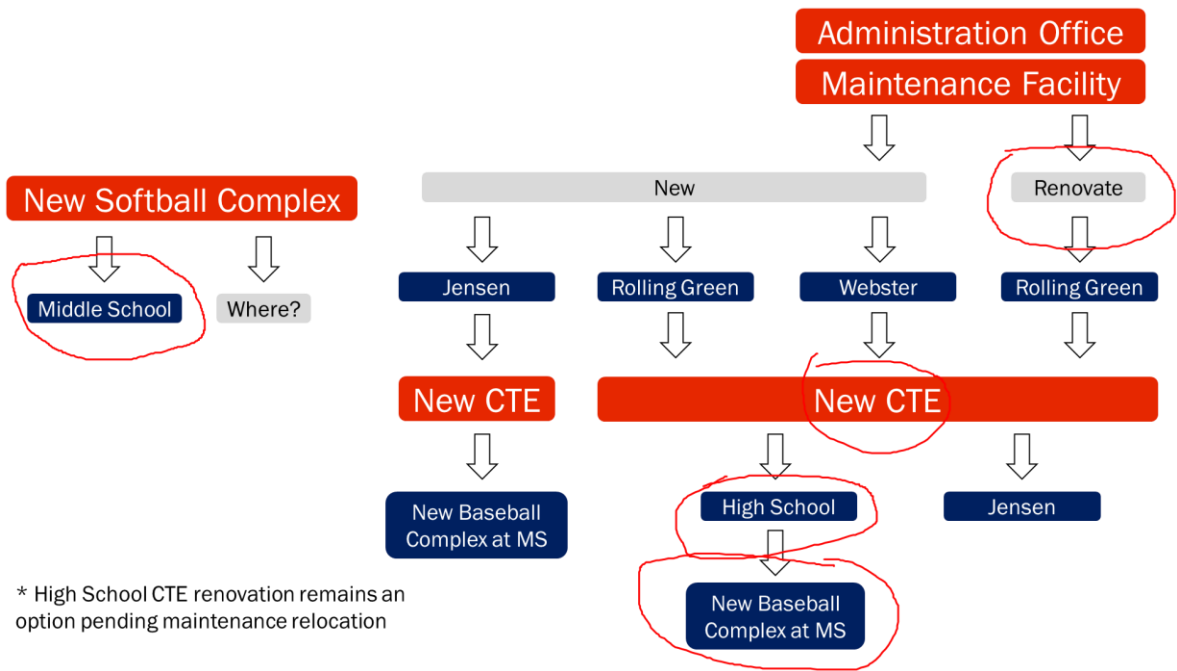 Administration Office
Maintenance Facility
New Softball Complex
New
Renovate
Middle School
Where?
Jensen
Rolling Green
Webster
Rolling Green
New CTE
New CTE
New Baseball
Complex at MS
High School
Jensen
New Baseball
Complex at MS
* High School CTE renovation remains an
option pending maintenance relocation